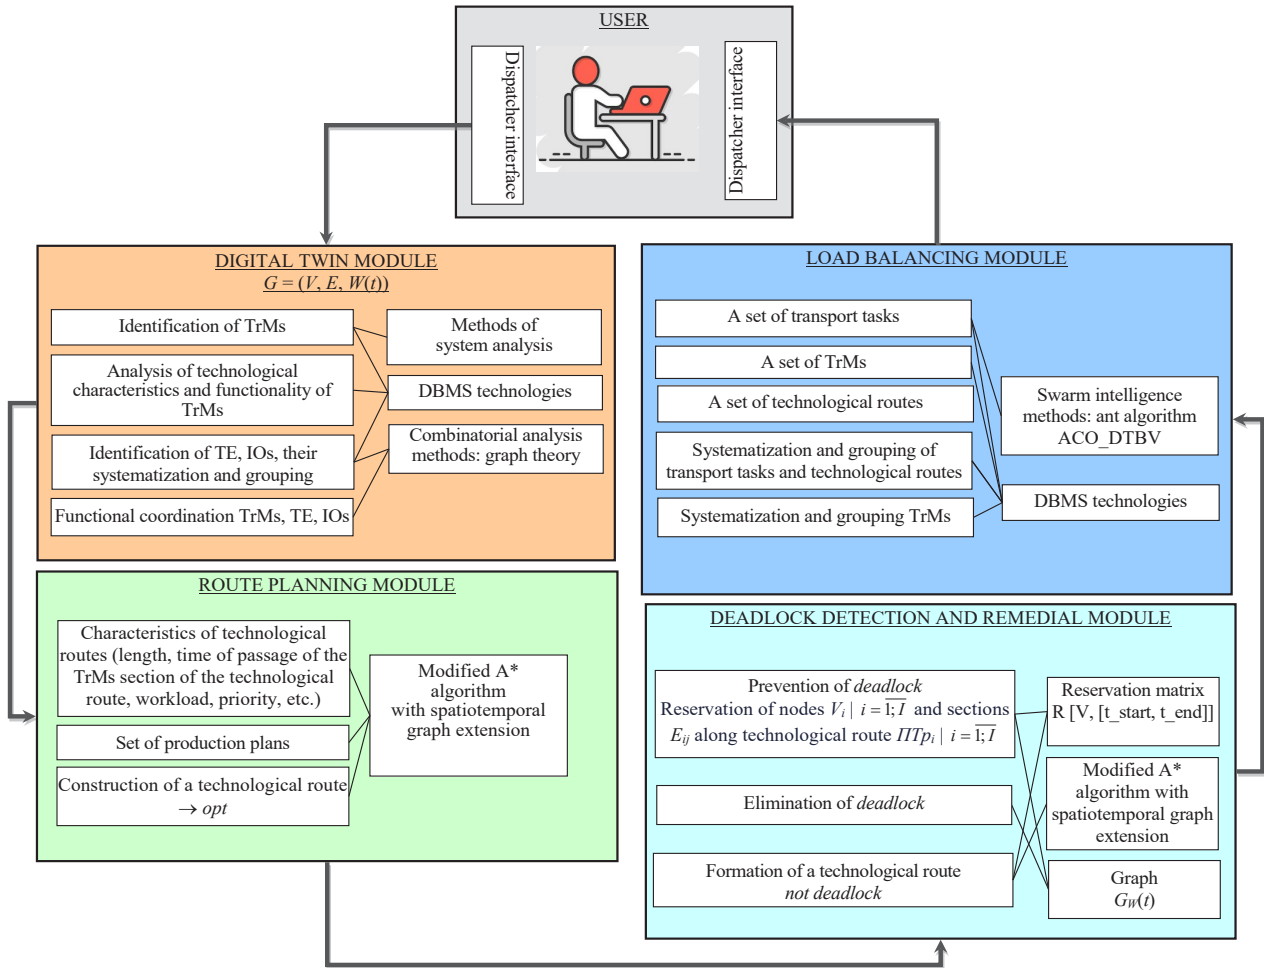 USER
Dispatcher interface
Dispatcher interface
DIGITAL TWIN MODULE
G = (V, E, W(t))
Identification of TrMs
Analysis of technological
characteristics and functionality of
TrMs
Identification of TE, IOs, their
systematization and grouping
Functional coordination TrMs, TE, IOs
Methods of
system analysis
DBMS technologies
Combinatorial analysis
methods: graph theory
LOAD BALANCING MODULE
A set of transport tasks
A set of TrMs
A set of technological routes
Systematization and grouping of
transport tasks and technological routes
Systematization and grouping TrMs
Swarm intelligence
methods: ant algorithm
ACO_DTBV
DBMS technologies
ROUTE PLANNING MODULE
Characteristics of technological
routes (length, time of passage of the
TrMs section of the technological
route, workload, priority, etc.)
Set of production plans
Construction of a technological route
→ opt
Modified A*
algorithm
with spatiotemporal
graph extension
DEADLOCK DETECTION AND REMEDIAL MODULE
Prevention of deadlock
Reservation of nodes V_i | i = \overline{1;I} and sections
E_{ij} along technological route ПТр_i | i = \overline{1;I}
Elimination of deadlock
Formation of a technological route
not deadlock
Reservation matrix
R [V, [t_start, t_end]]
Modified A*
algorithm with
spatiotemporal graph
extension
Graph
G_W(t)